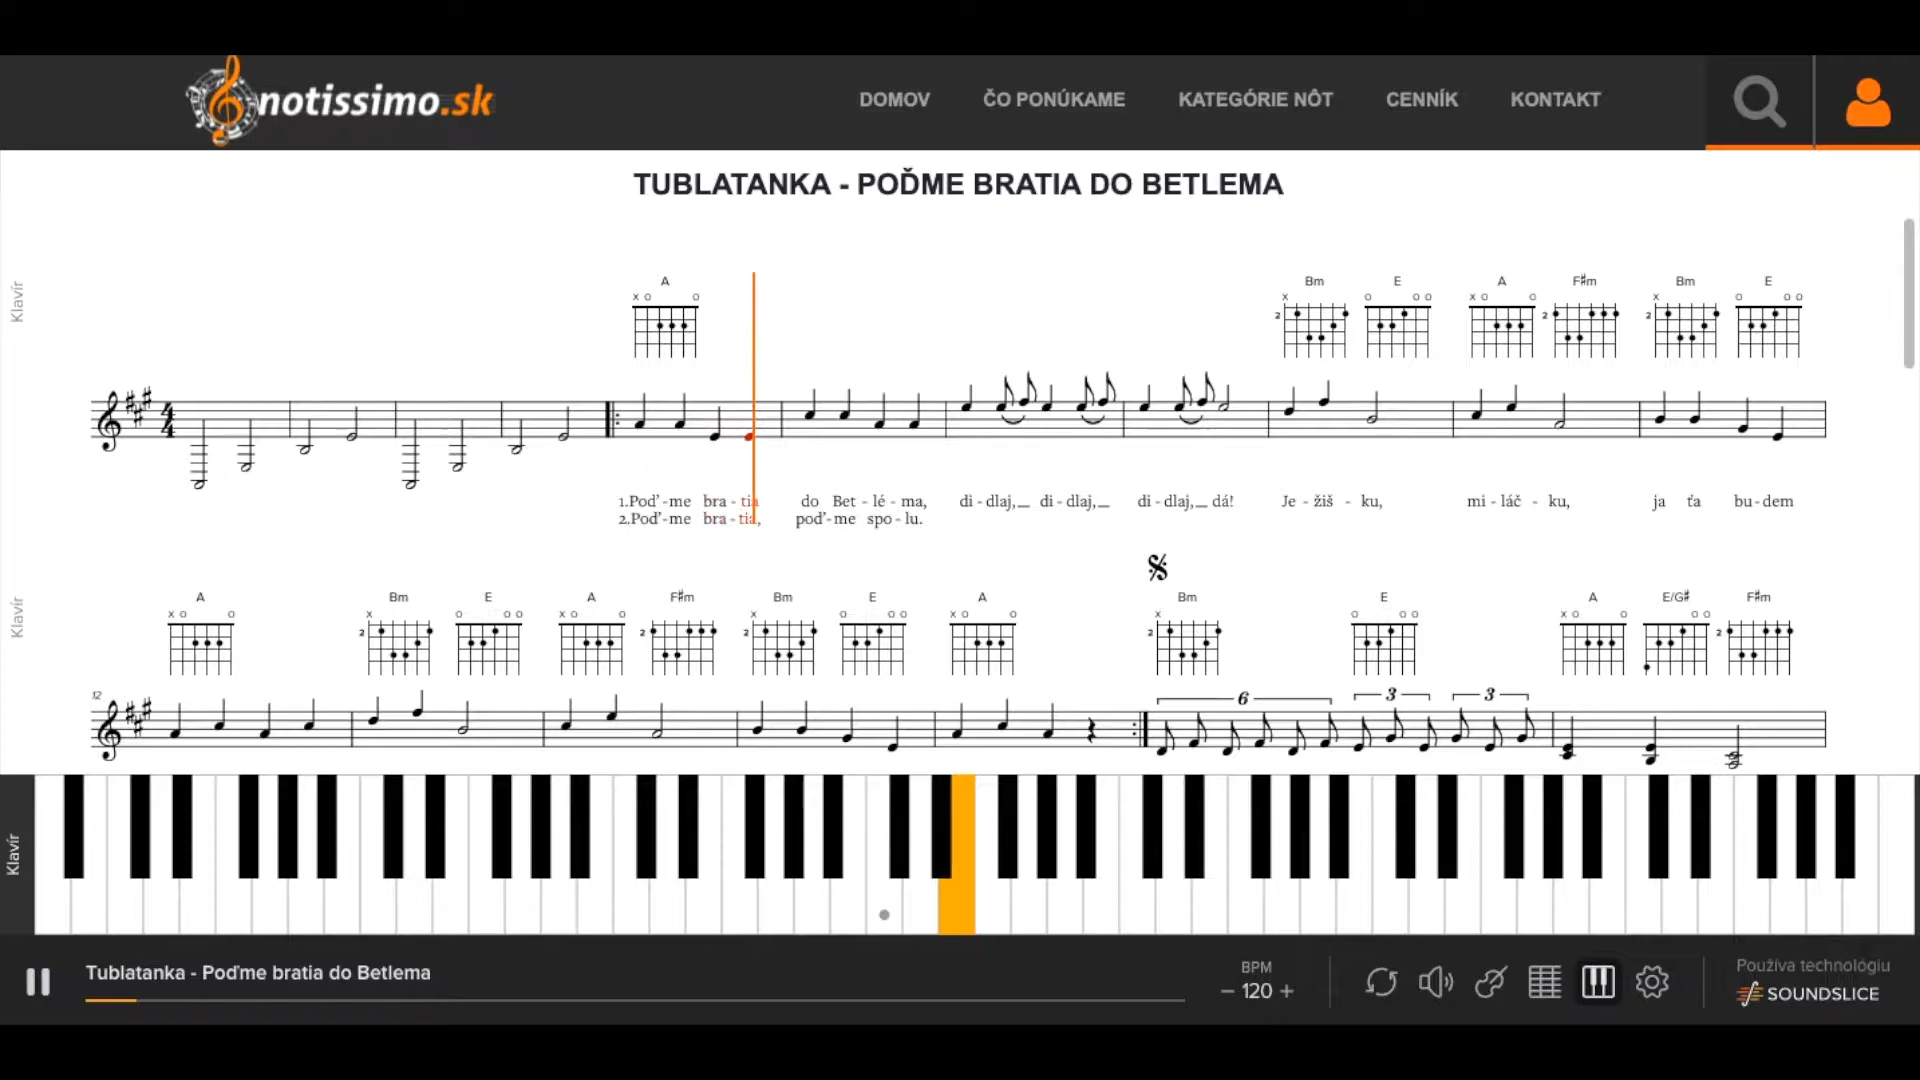 notissimo.sk
DOMOV ČO PONÚKAME KATEGÓRIE NÔT CENNÍK KONTAKT
TUBLATANKA - POĎME BRATIA DO BETLEMA
Klavír
A Bm E A F#m Bm E
1.Poď-me bra-tia do Bet-lé-ma, di-dlaj,_ di-dlaj,_ di-dlaj,_ dá! Je-žiš-ku, mi-láč-ku, ja ťa bu-dem
2.Poď-me bra-tia, poď-me spo-lu.
Klavír
A Bm E A F#m Bm E A Bm E A E/G# F#m
12
6 3 3
Klavír
Tublatanka - Poďme bratia do Betlema
BPM
– 120 +
Používa technológiu
SOUNDSLICE